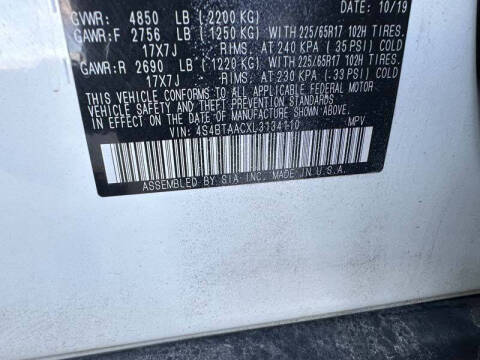 DATE: 10/19
GVWR: 4850 LB (2200 KG)
GAWR:F 2756 LB (1250 KG) WITH 225/65R17 102H TIRES.
17X7J RIMS. AT 240 KPA (35 PSI) COLD
GAWR:R 2690 LB (1220 KG) WITH 225/65R17 102H TIRES.
17X7J RIMS. AT 230 KPA (33 PSI) COLD
THIS VEHICLE CONFORMS TO ALL APPLICABLE FEDERAL MOTOR
VEHICLE SAFETY AND THEFT PREVENTION STANDARDS
IN EFFECT ON THE DATE OF MANUFACTURE SHOWN ABOVE.
VIN: 4S4BTAACXL3134110 MPV
ASSEMBLED BY SIA INC. MADE IN U.S.A.